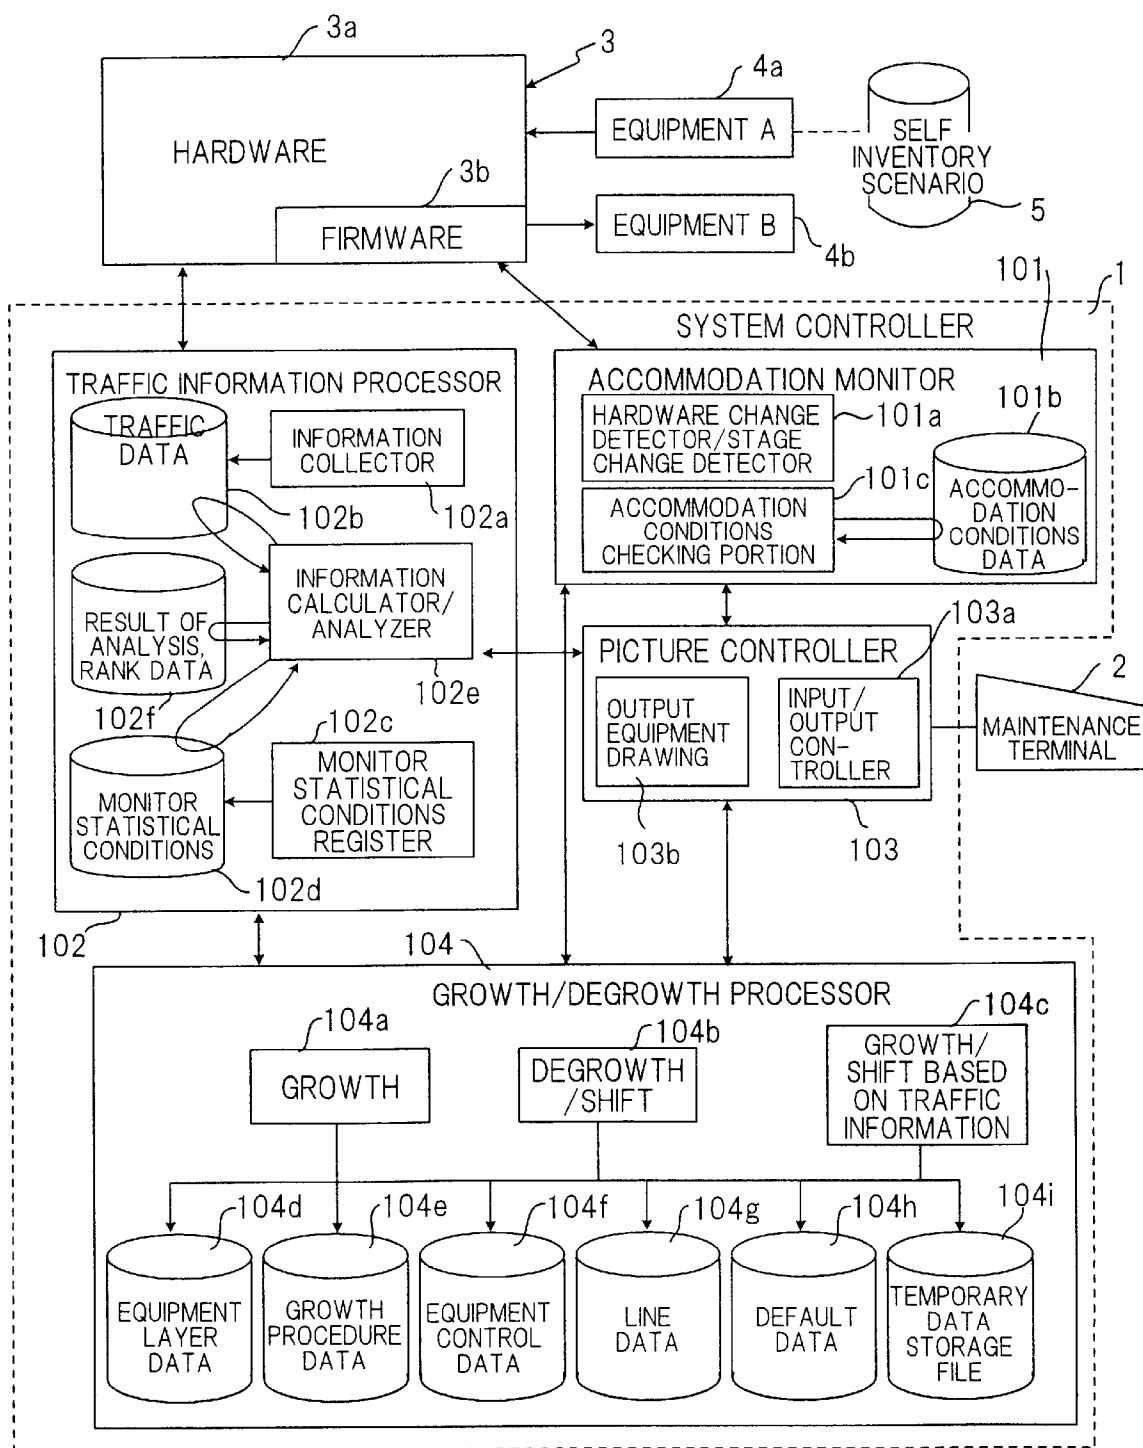 3a
3
4a
HARDWARE
EQUIPMENT A
SELF
INVENTORY
SCENARIO
5
3b
FIRMWARE
EQUIPMENT B
4b
101
1
SYSTEM CONTROLLER
TRAFFIC INFORMATION PROCESSOR
TRAFFIC
DATA
102b
INFORMATION
COLLECTOR
102a
INFORMATION
CALCULATOR/
ANALYZER
102e
RESULT OF
ANALYSIS,
RANK DATA
102f
102c
MONITOR
STATISTICAL
CONDITIONS
REGISTER
MONITOR
STATISTICAL
CONDITIONS
102d
102
ACCOMMODATION MONITOR
HARDWARE CHANGE
DETECTOR/STAGE
CHANGE DETECTOR
101a
101b
101c
ACCOMMODATION
CONDITIONS
CHECKING PORTION
ACCOMMO-
DATION
CONDITIONS
DATA
103a
PICTURE CONTROLLER
OUTPUT
EQUIPMENT
DRAWING
INPUT/
OUTPUT
CON-
TROLLER
103b
103
2
MAINTENANCE
TERMINAL
104
GROWTH/DEGROWTH PROCESSOR
104a
GROWTH
104b
DEGROWTH
/SHIFT
104c
GROWTH/
SHIFT BASED
ON TRAFFIC
INFORMATION
104d
104e
104f
104g
104h
104i
EQUIPMENT
LAYER
DATA
GROWTH
PROCEDURE
DATA
EQUIPMENT
CONTROL
DATA
LINE
DATA
DEFAULT
DATA
TEMPORARY
DATA
STORAGE
FILE